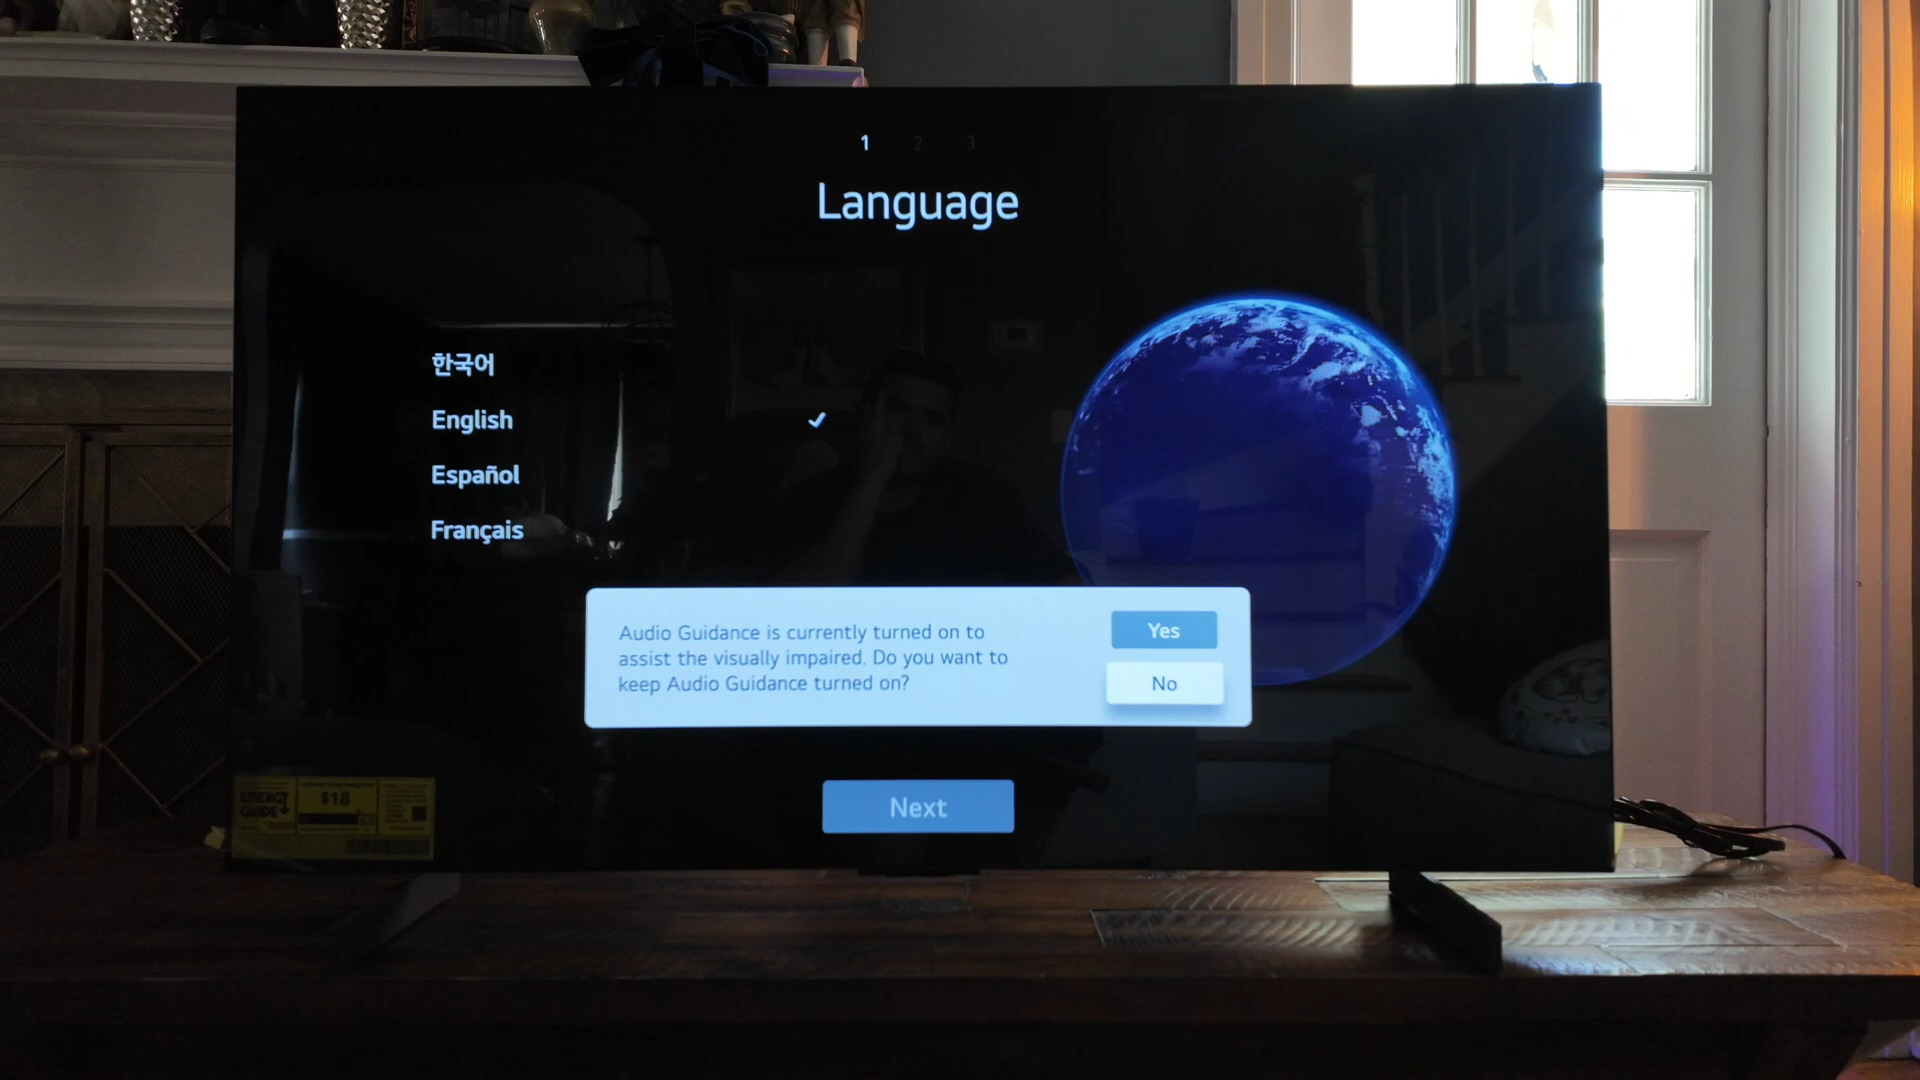 1 2 3
Language
한국어
English
Español
Français
Audio Guidance is currently turned on to
assist the visually impaired. Do you want to
keep Audio Guidance turned on?
Yes
No
Next
ENERGY
GUIDE
$18